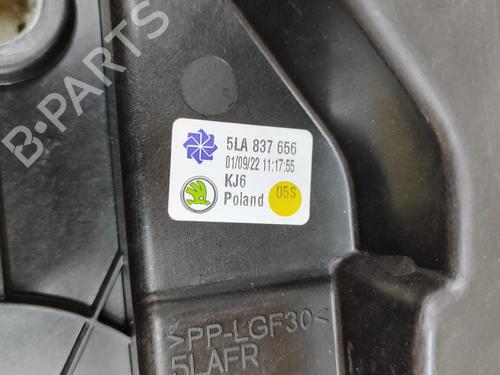 B-PARTS
5LA 837 656
01/09/22 11:17:55
KJ6
Poland
05S
>PP-LGF30<
5LAFR